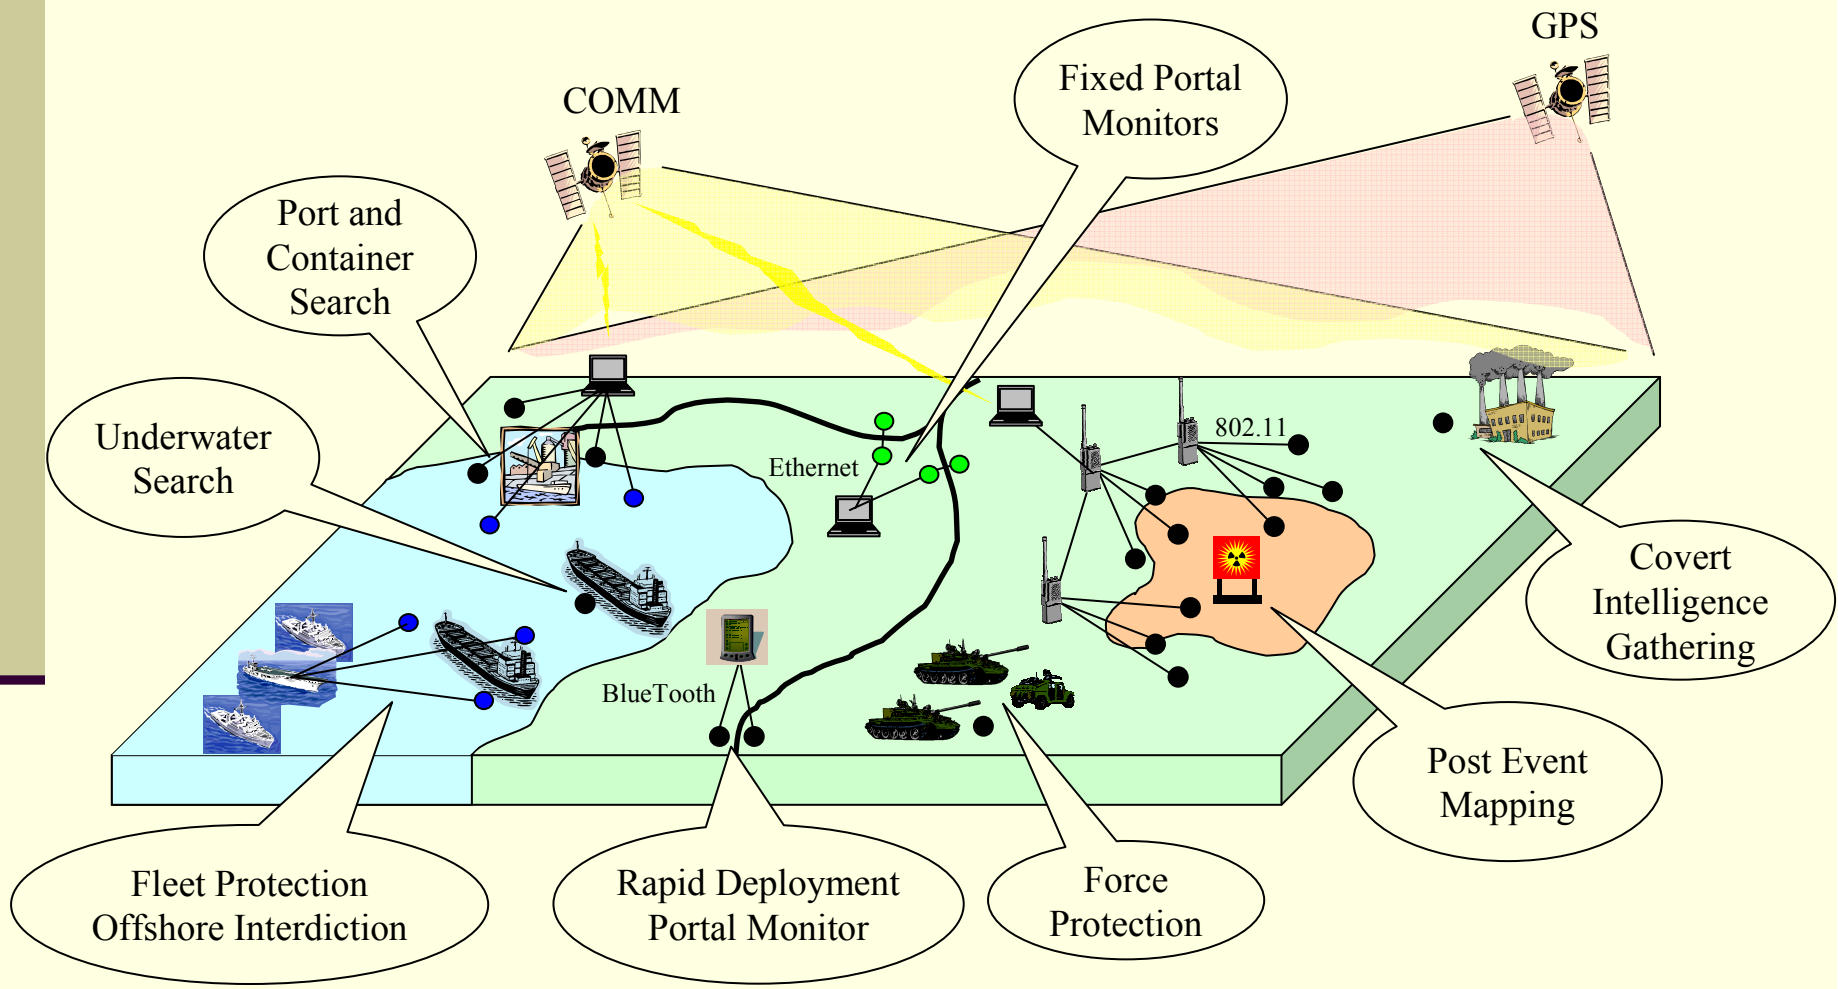 GPS
COMM
Fixed Portal
Monitors
Port and
Container
Search
Underwater
Search
Ethernet
802.11
BlueTooth
Covert
Intelligence
Gathering
Post Event
Mapping
Fleet Protection
Offshore Interdiction
Rapid Deployment
Portal Monitor
Force
Protection